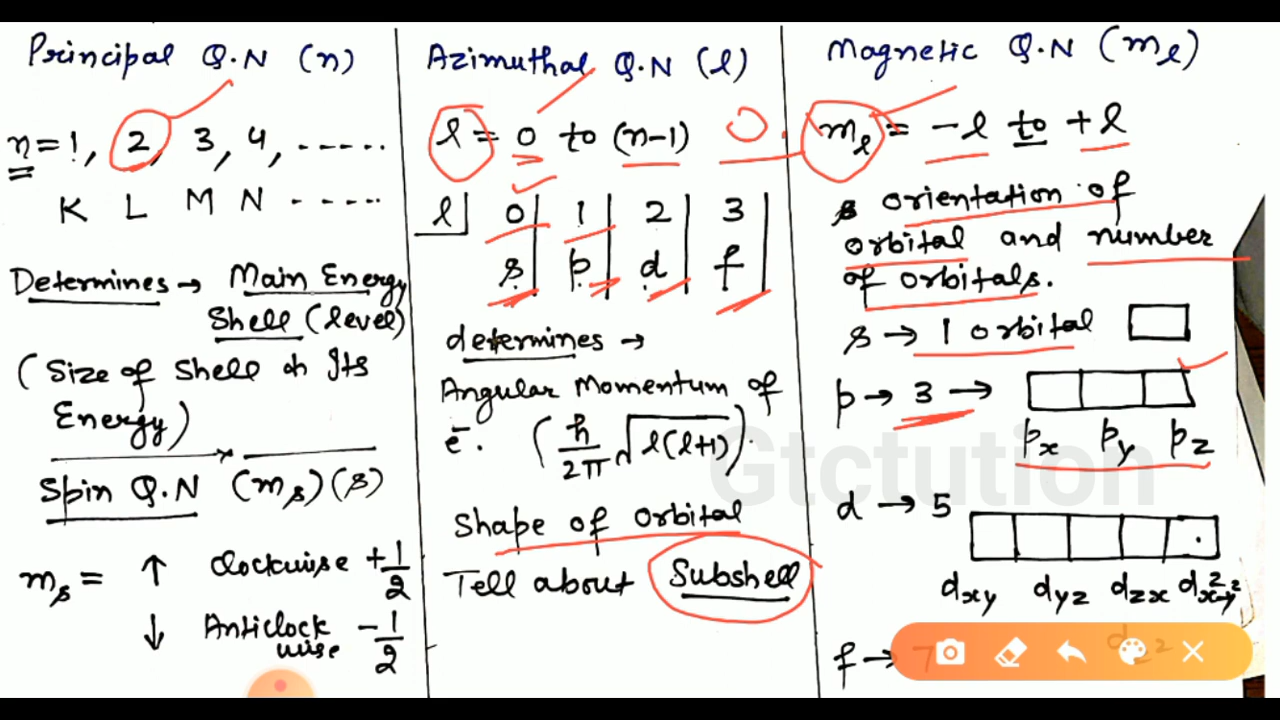 Principal Q.N (n)
n = 1, 2, 3, 4, ------
K L M N -----
Determines → Main Energy
Shell (level)
(Size of Shell & Its
Energy)
Spin Q.N (ms)(s)
ms = ↑ clockwise +1/2
↓ Anticlock
wise -1/2
Azimuthal Q.N (l)
l = 0 to (n-1) 0.
l 0 1 2 3
s p d f
determines →
Angular Momentum of
e-. (h/2π √l(l+1)).
Shape of orbital
Tell about Subshell
Magnetic Q.N (ml)
ml = -l to +l
orientation of
orbital and number
of orbitals.
s → 1 orbital
p → 3 →
px py pz
d → 5
dxy dyz dzx dx²-y²
f → 7
Gtctution